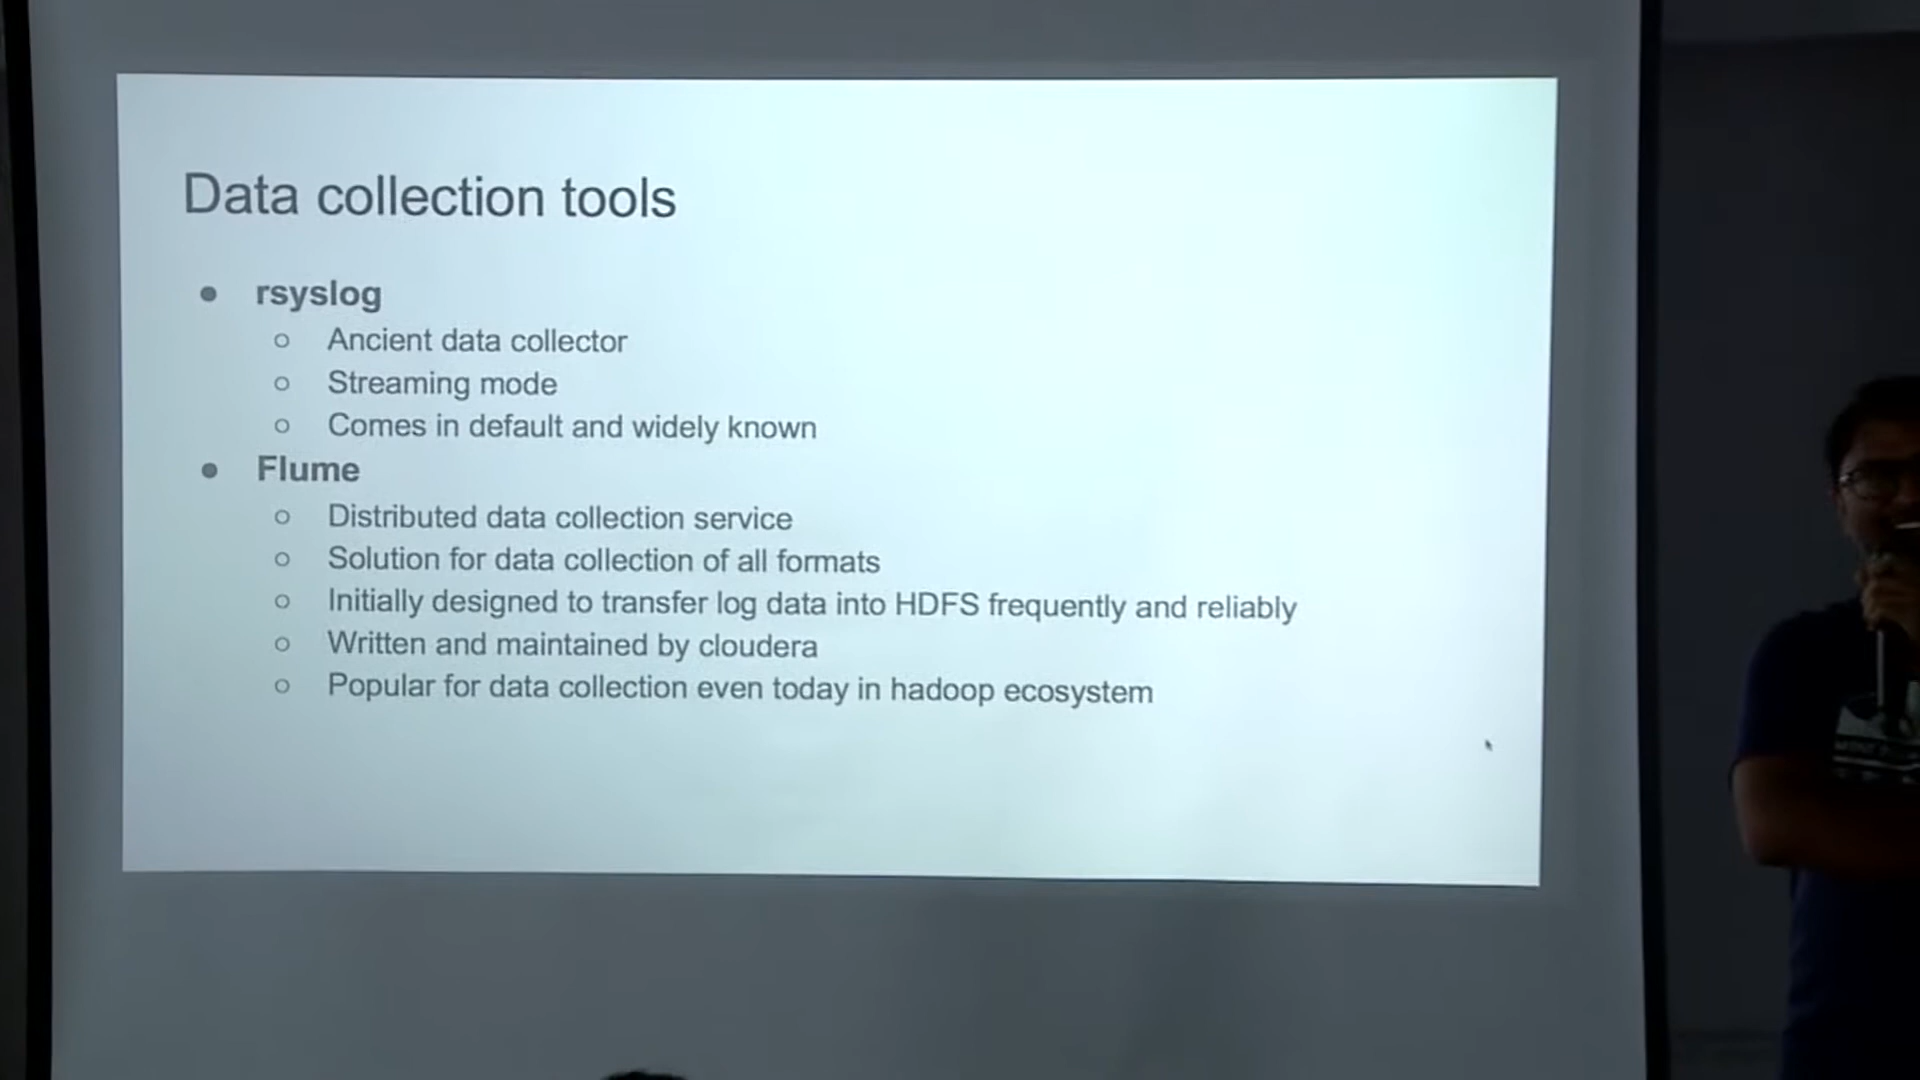 Data collection tools
● rsyslog
○ Ancient data collector
○ Streaming mode
○ Comes in default and widely known
● Flume
○ Distributed data collection service
○ Solution for data collection of all formats
○ Initially designed to transfer log data into HDFS frequently and reliably
○ Written and maintained by cloudera
○ Popular for data collection even today in hadoop ecosystem